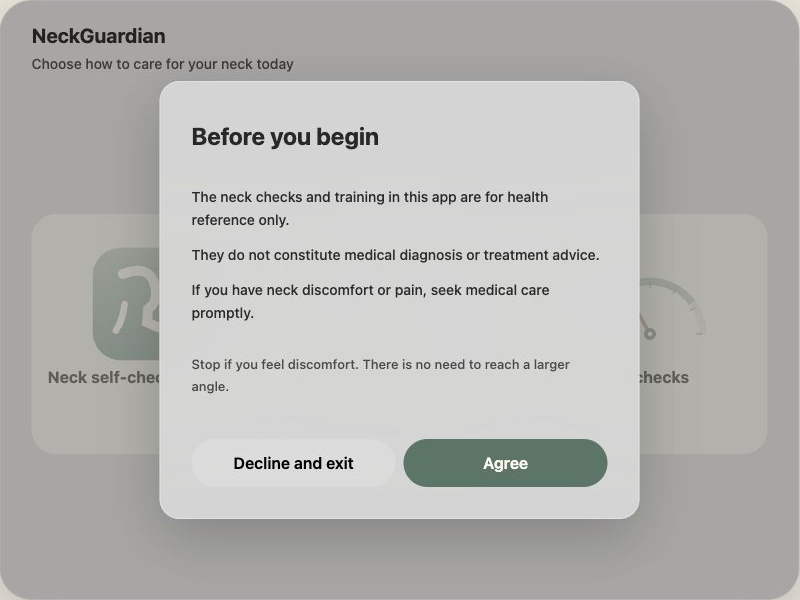 NeckGuardian
Choose how to care for your neck today
Before you begin
The neck checks and training in this app are for health
reference only.
They do not constitute medical diagnosis or treatment advice.
If you have neck discomfort or pain, seek medical care
promptly.
Stop if you feel discomfort. There is no need to reach a larger
angle.
Decline and exit
Agree
Neck self-chec
checks